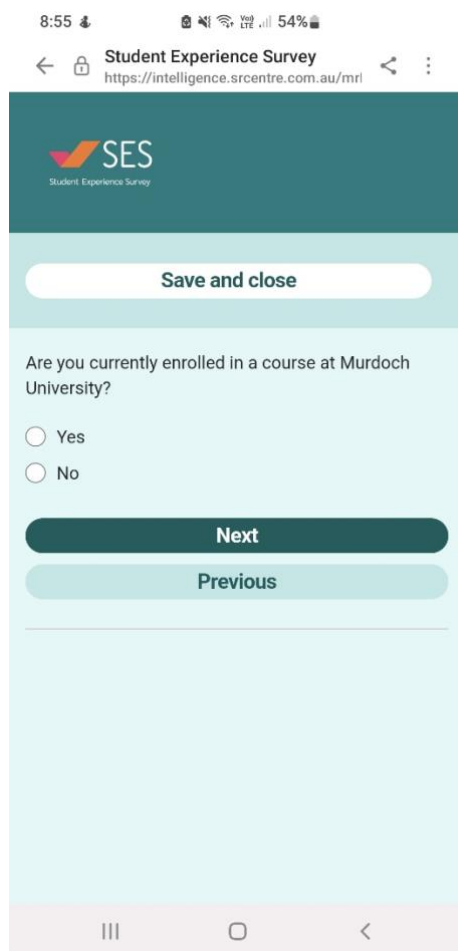 8:55 54%
Student Experience Survey
https://intelligence.srcentre.com.au/mrl
SES
Student Experience Survey
Save and close
Are you currently enrolled in a course at Murdoch
University?
Yes
No
Next
Previous